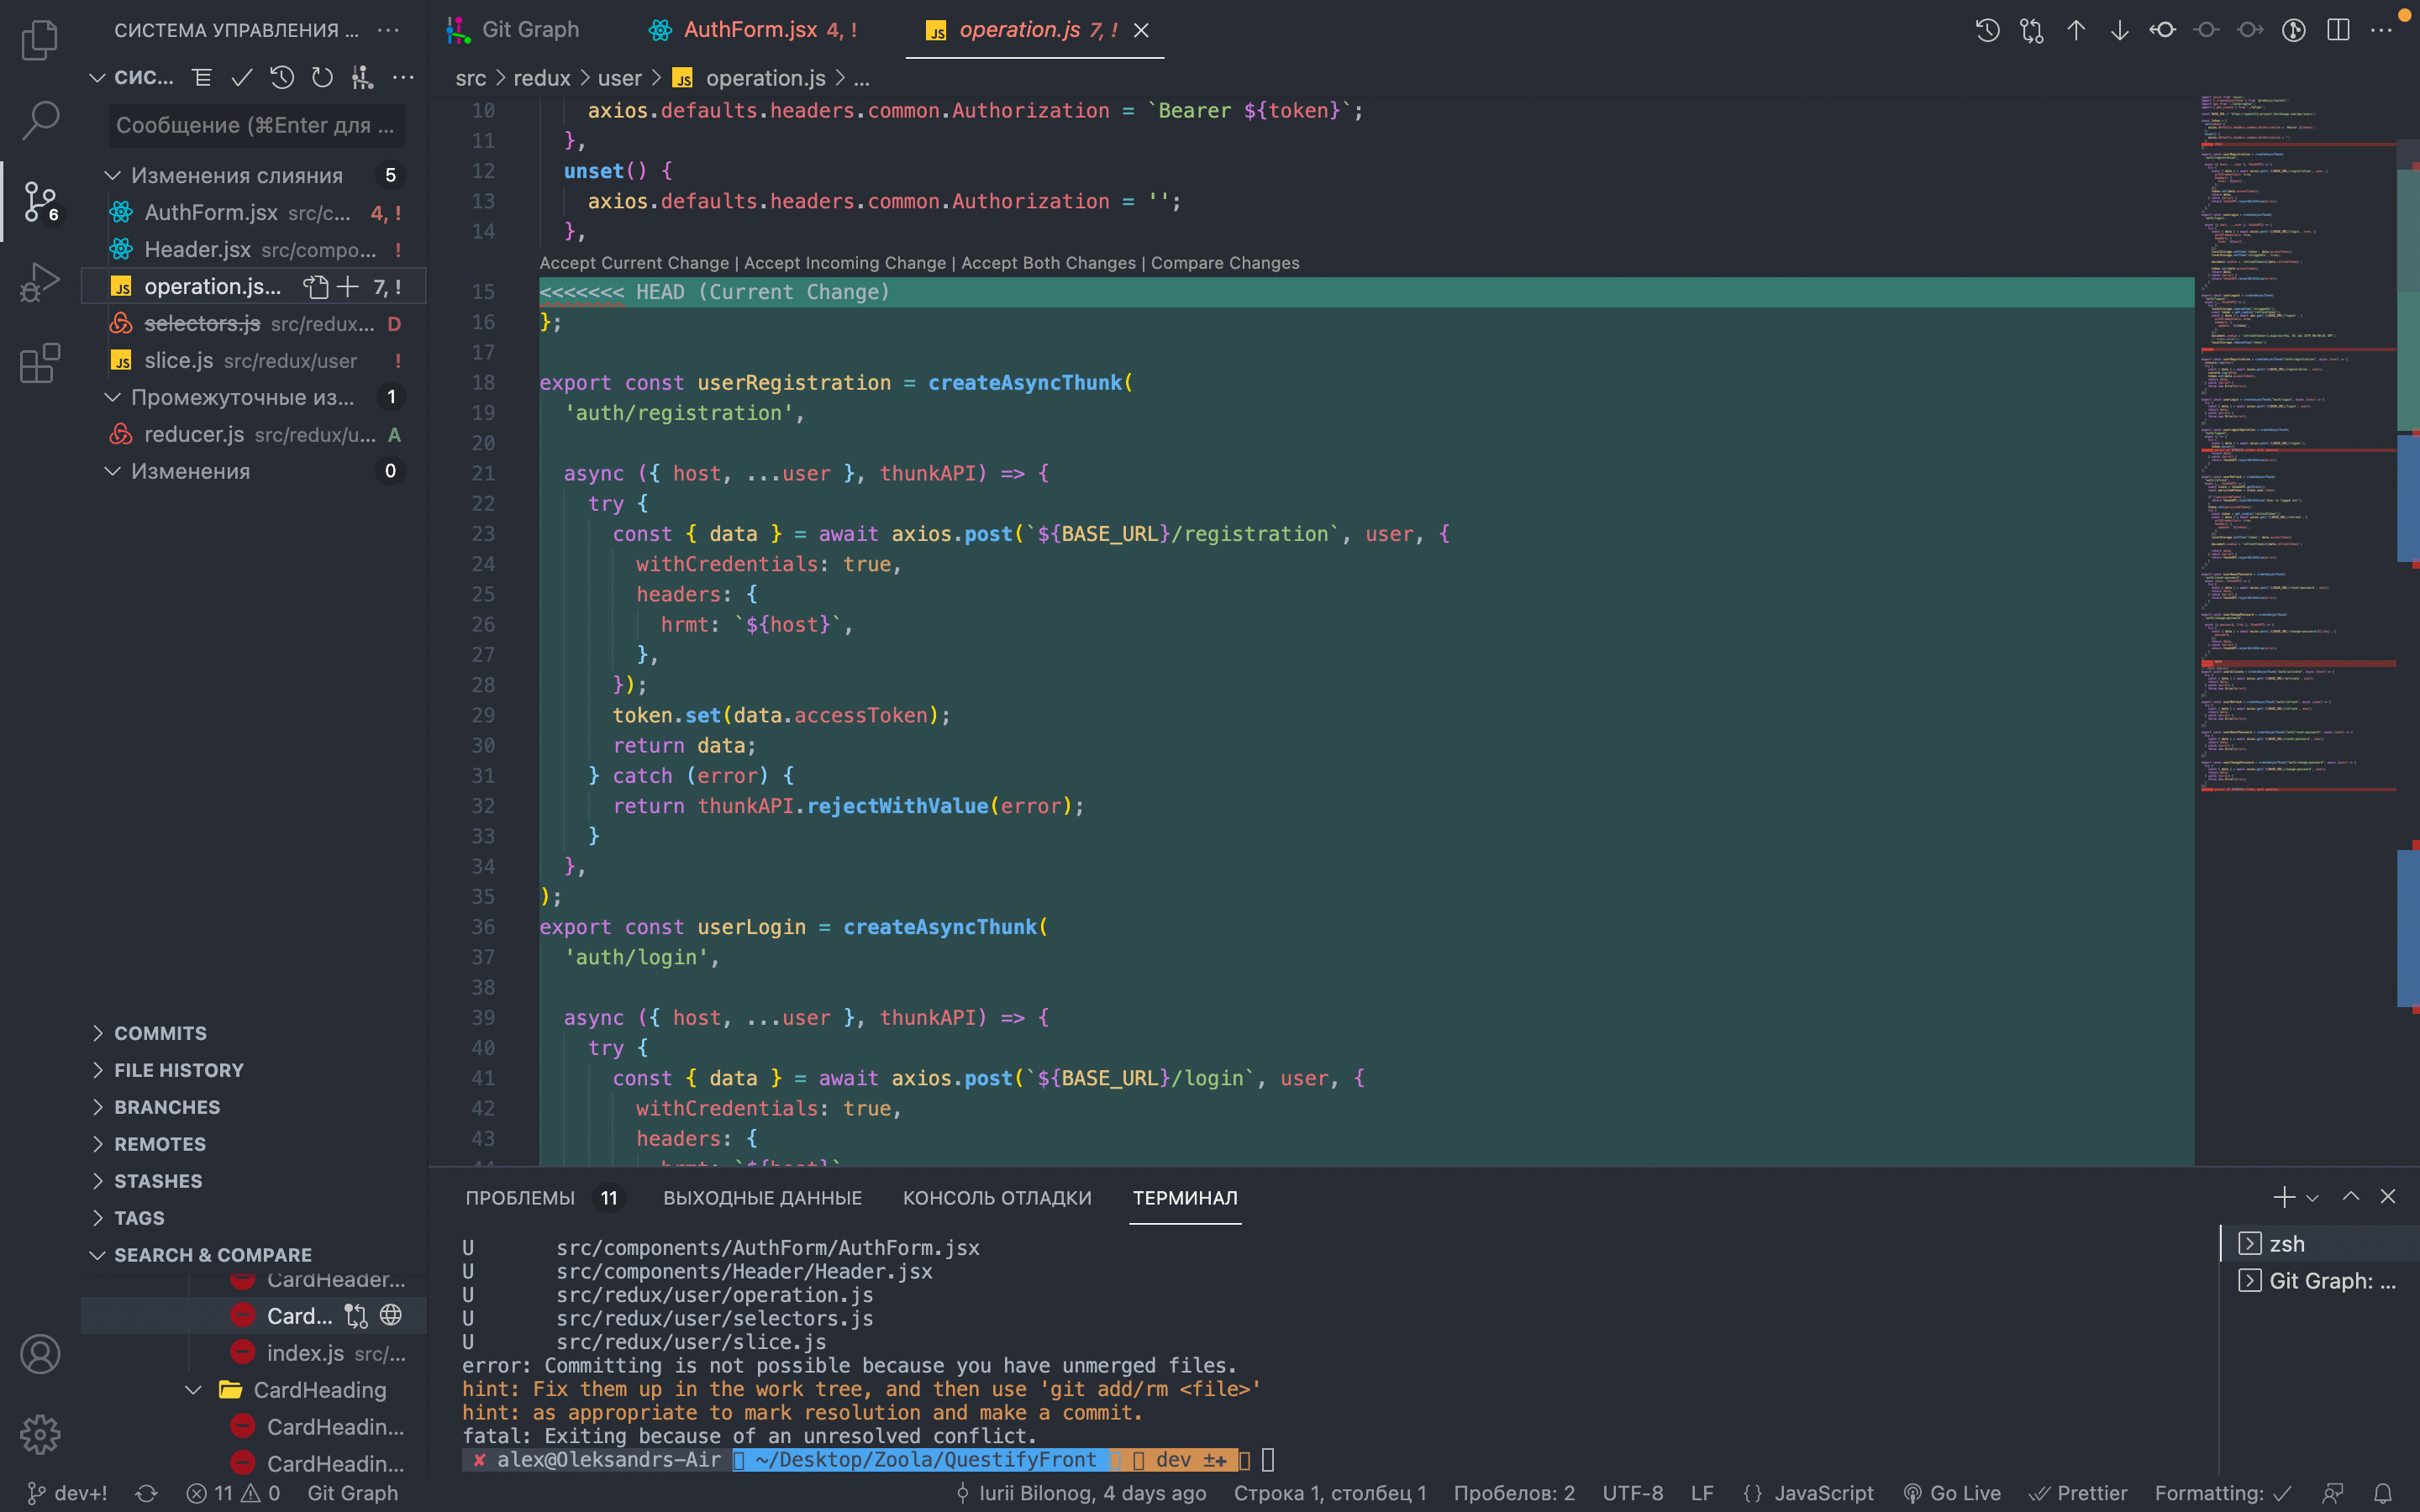 СИСТЕМА УПРАВЛЕНИЯ ...
СИС...
Сообщение (⌘Enter для ...
Изменения слияния 5
AuthForm.jsx src/c... 4, !
Header.jsx src/compo... !
operation.js... 7, !
selectors.js src/redux... D
slice.js src/redux/user !
Промежуточные из... 1
reducer.js src/redux/u... A
Изменения 0
6
COMMITS
FILE HISTORY
BRANCHES
REMOTES
STASHES
TAGS
SEARCH & COMPARE
CardHeader...
Card...
index.js src/...
CardHeading
CardHeadin...
CardHeadin...
Git Graph
AuthForm.jsx 4, !
operation.js 7, !
src > redux > user > JS operation.js > ...
10 axios.defaults.headers.common.Authorization = `Bearer ${token}`;
11 },
12 unset() {
13 axios.defaults.headers.common.Authorization = '';
14 },
Accept Current Change | Accept Incoming Change | Accept Both Changes | Compare Changes
15 <<<<<<< HEAD (Current Change)
16 };
17
18 export const userRegistration = createAsyncThunk(
19 'auth/registration',
20
21 async ({ host, ...user }, thunkAPI) => {
22 try {
23 const { data } = await axios.post(`${BASE_URL}/registration`, user, {
24 withCredentials: true,
25 headers: {
26 hrmt: `${host}`,
27 },
28 });
29 token.set(data.accessToken);
30 return data;
31 } catch (error) {
32 return thunkAPI.rejectWithValue(error);
33 }
34 },
35 );
36 export const userLogin = createAsyncThunk(
37 'auth/login',
38
39 async ({ host, ...user }, thunkAPI) => {
40 try {
41 const { data } = await axios.post(`${BASE_URL}/login`, user, {
42 withCredentials: true,
43 headers: {
44 hrmt: `${host}`
ПРОБЛЕМЫ 11 ВЫХОДНЫЕ ДАННЫЕ КОНСОЛЬ ОТЛАДКИ ТЕРМИНАЛ
U src/components/AuthForm/AuthForm.jsx
U src/components/Header/Header.jsx
U src/redux/user/operation.js
U src/redux/user/selectors.js
U src/redux/user/slice.js
error: Committing is not possible because you have unmerged files.
hint: Fix them up in the work tree, and then use 'git add/rm <file>'
hint: as appropriate to mark resolution and make a commit.
fatal: Exiting because of an unresolved conflict.
✘ alex@Oleksandrs-Air ~/Desktop/Zoola/QuestifyFront dev ±✚
zsh
Git Graph: ...
dev+! 11 0 Git Graph Iurii Bilonog, 4 days ago Строка 1, столбец 1 Пробелов: 2 UTF-8 LF {} JavaScript Go Live Prettier Formatting: ✓